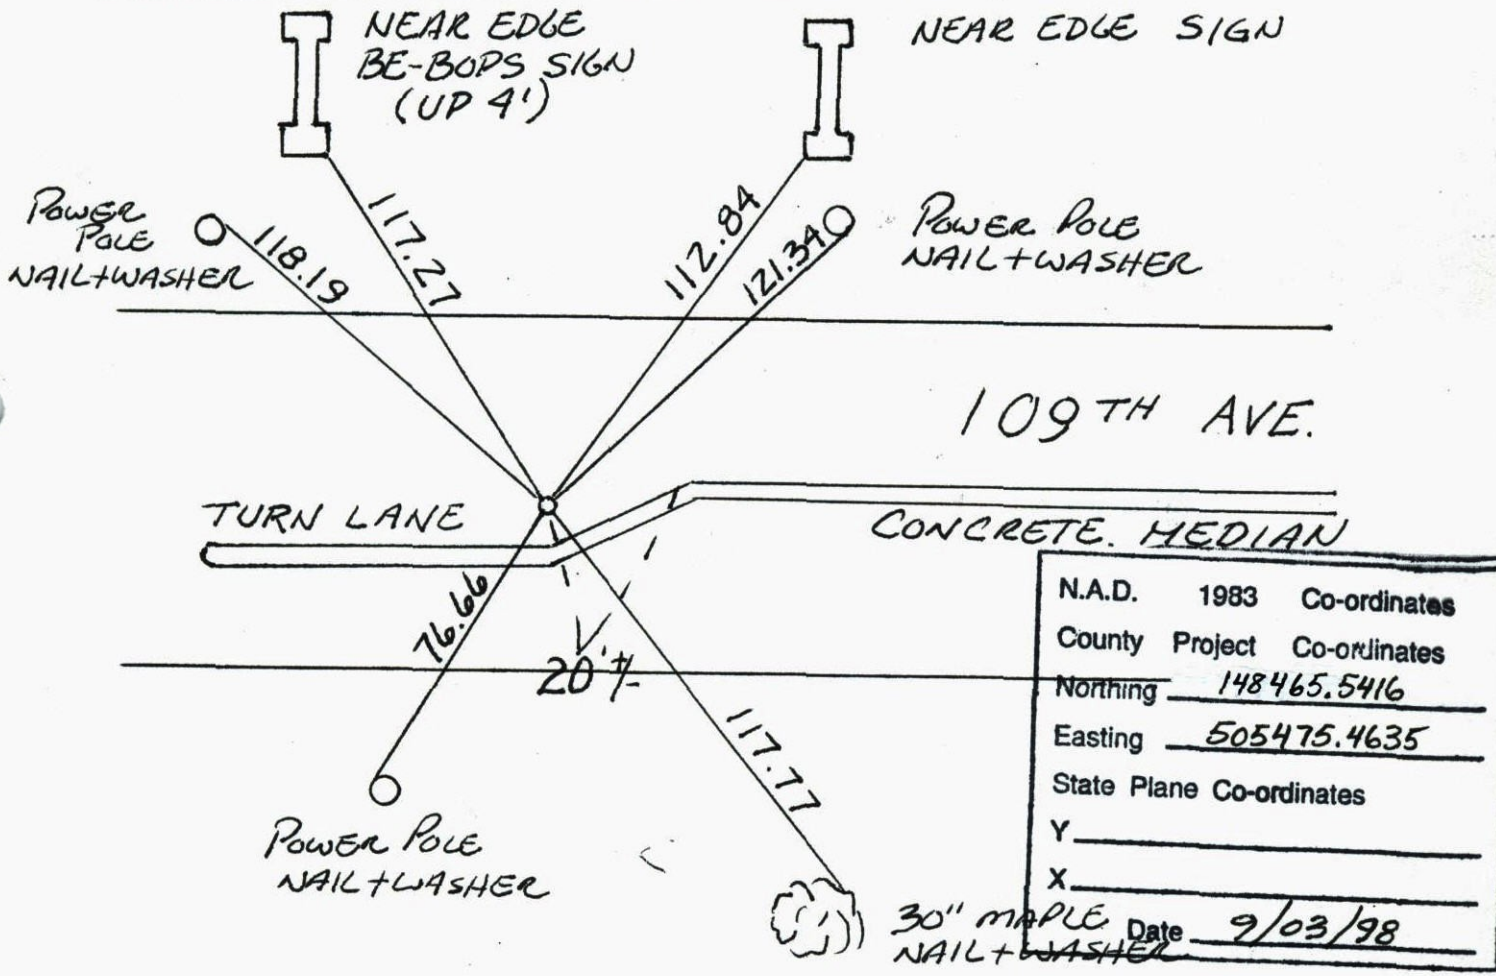 NEAR EDGE
BE-BOPS SIGN
(UP 4')
NEAR EDGE SIGN
POWER
POLE
NAIL+WASHER
118.19
117.27
112.84
121.34
POWER POLE
NAIL+WASHER
109TH AVE.
TURN LANE
CONCRETE. MEDIAN
76.66
20'+/-
117.77
POWER POLE
NAIL+WASHER
30" MAPLE
NAIL+WASHER
N.A.D. 1983 Co-ordinates
County Project Co-ordinates
Northing 148465.5416
Easting 505475.4635
State Plane Co-ordinates
Y
X
Date 9/03/98